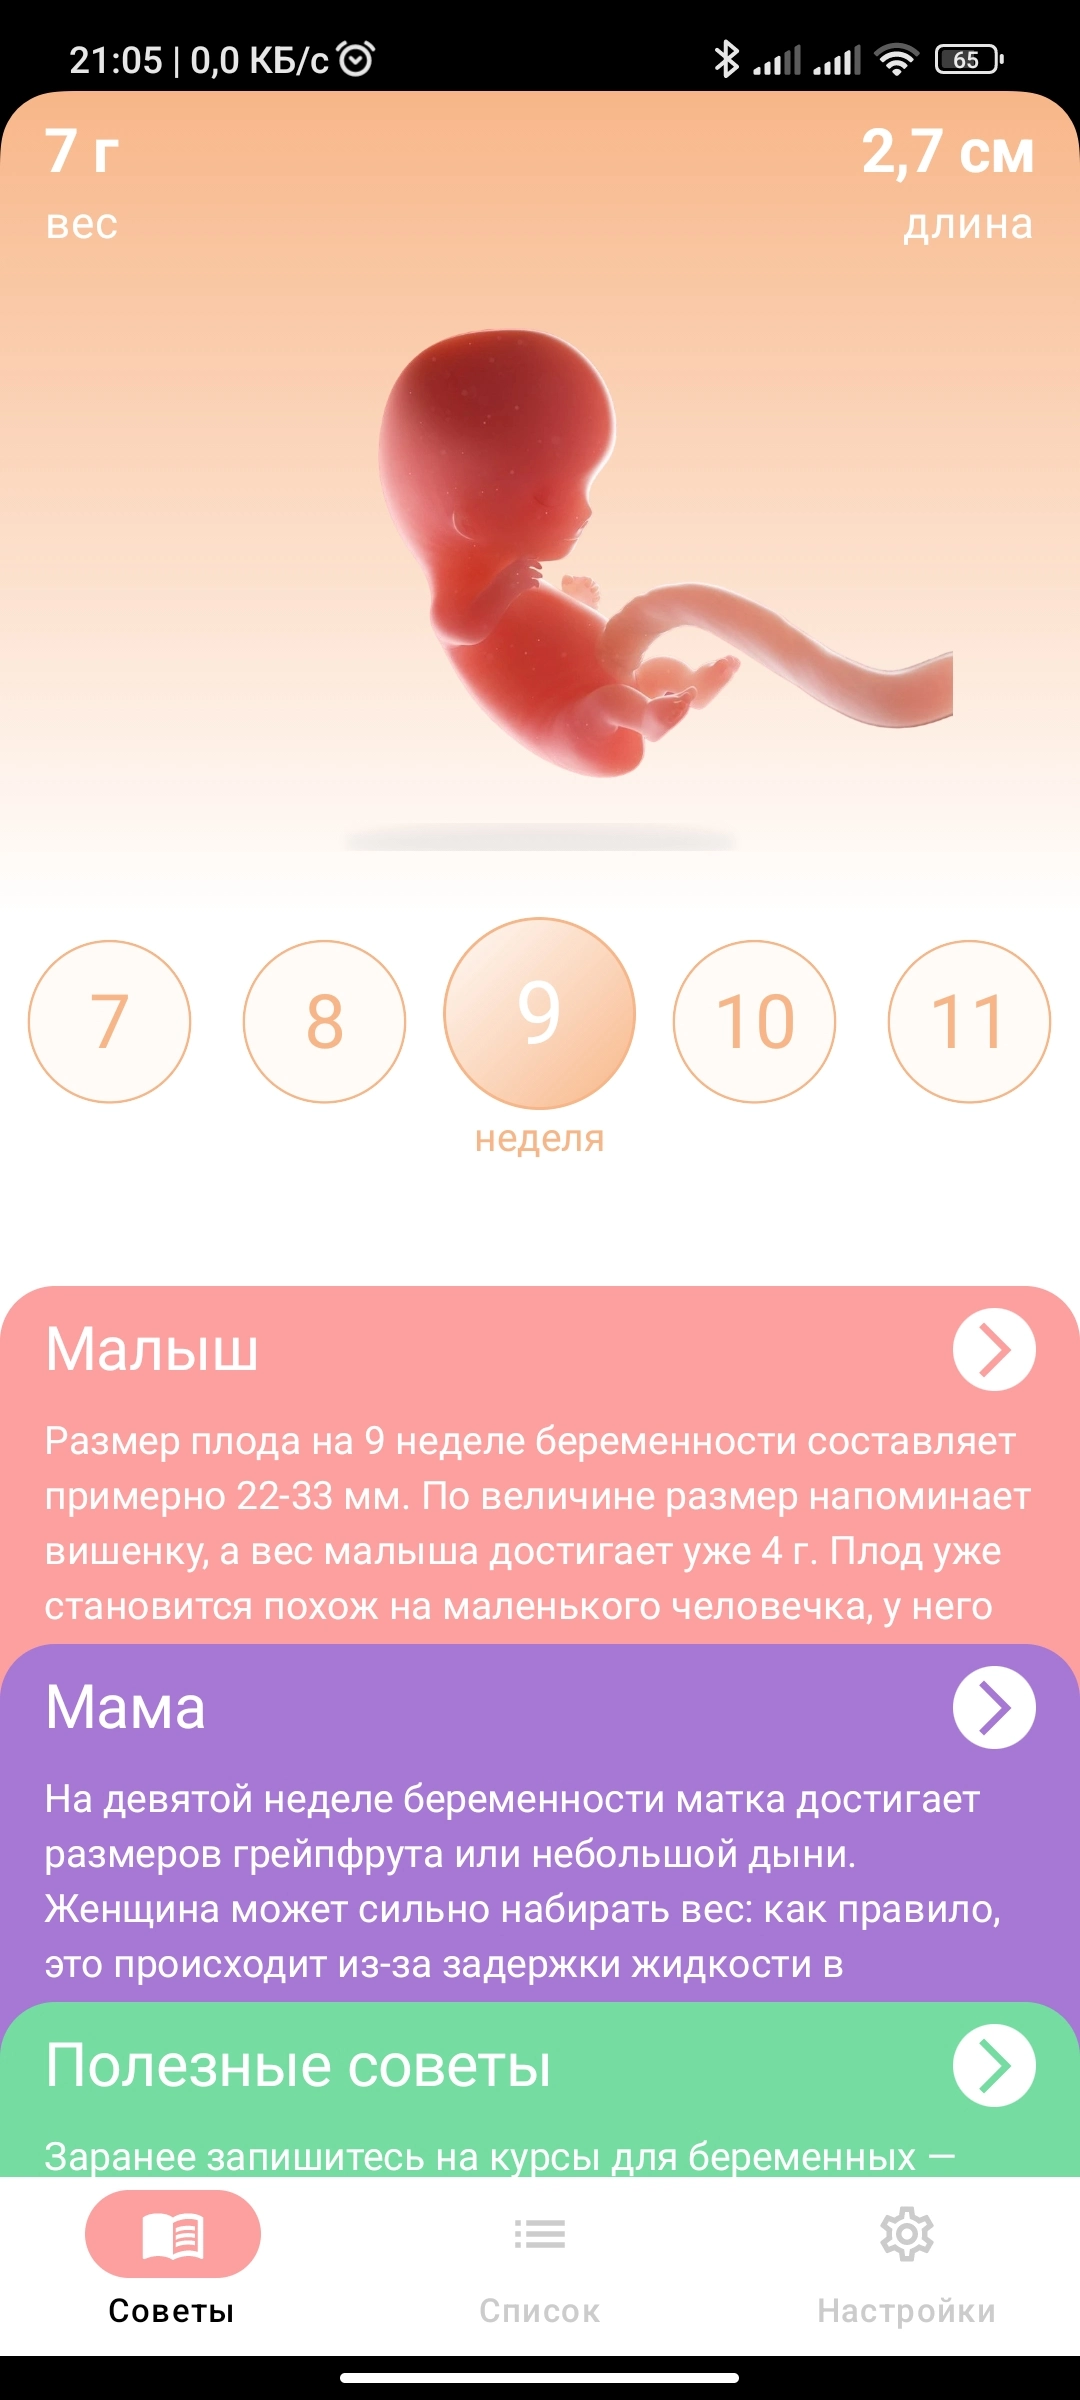 21:05 | 0,0 КБ/с
65
7 г
2,7 см
вес
длина
7
8
9
10
11
неделя
Малыш
Размер плода на 9 неделе беременности составляет
примерно 22-33 мм. По величине размер напоминает
вишенку, а вес малыша достигает уже 4 г. Плод уже
становится похож на маленького человечка, у него
Мама
На девятой неделе беременности матка достигает
размеров грейпфрута или небольшой дыни.
Женщина может сильно набирать вес: как правило,
это происходит из-за задержки жидкости в
Полезные советы
Заранее запишитесь на курсы для беременных —
Советы
Список
Настройки